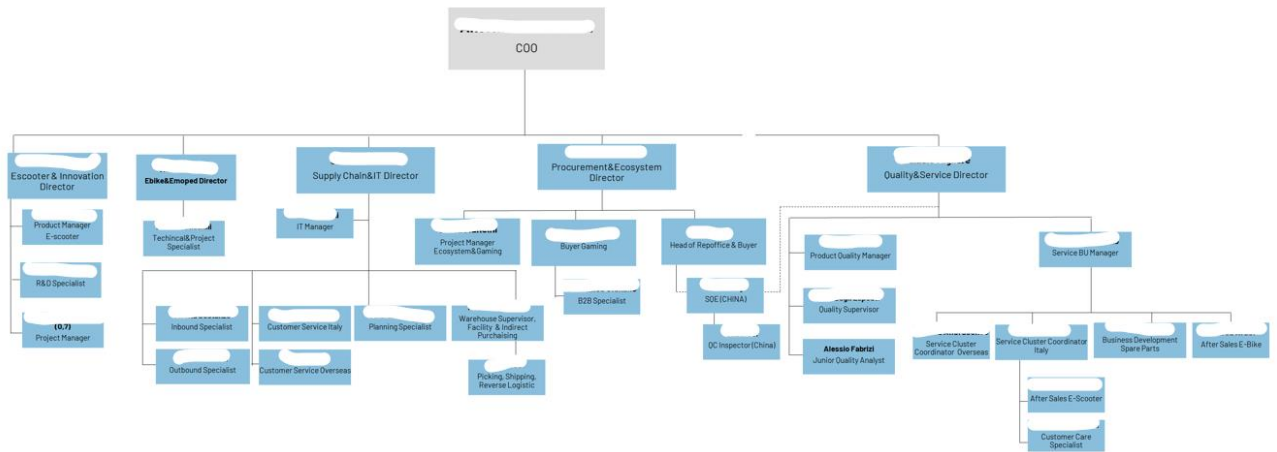 COO
Escooter & Innovation
Director
Ebike&Emoped Director
Supply Chain&IT Director
Procurement&Ecosystem
Director
Quality&Service Director
Product Manager
E-scooter
Techincal&Project
Specialist
IT Manager
Project Manager
Ecosystem&Gaming
Buyer Gaming
Head of Repoffice & Buyer
Product Quality Manager
Service BU Manager
R&D Specialist
B2B Specialist
SQE (CHINA)
Quality Supervisor
(0,7)
Project Manager
Inbound Specialist
Customer Service Italy
Planning Specialist
Warehouse Supervisor,
Facility & Indirect
Purchaising
QC Inspector (China)
Alessio Fabrizi
Junior Quality Analyst
Service Cluster
Coordinator Overseas
Service Cluster Coordinator
Italy
Business Development
Spare Parts
After Sales E-Bike
Outbound Specialist
Customer Service Overseas
Picking, Shipping,
Reverse Logistic
After Sales E-Scooter
Customer Care
Specialist